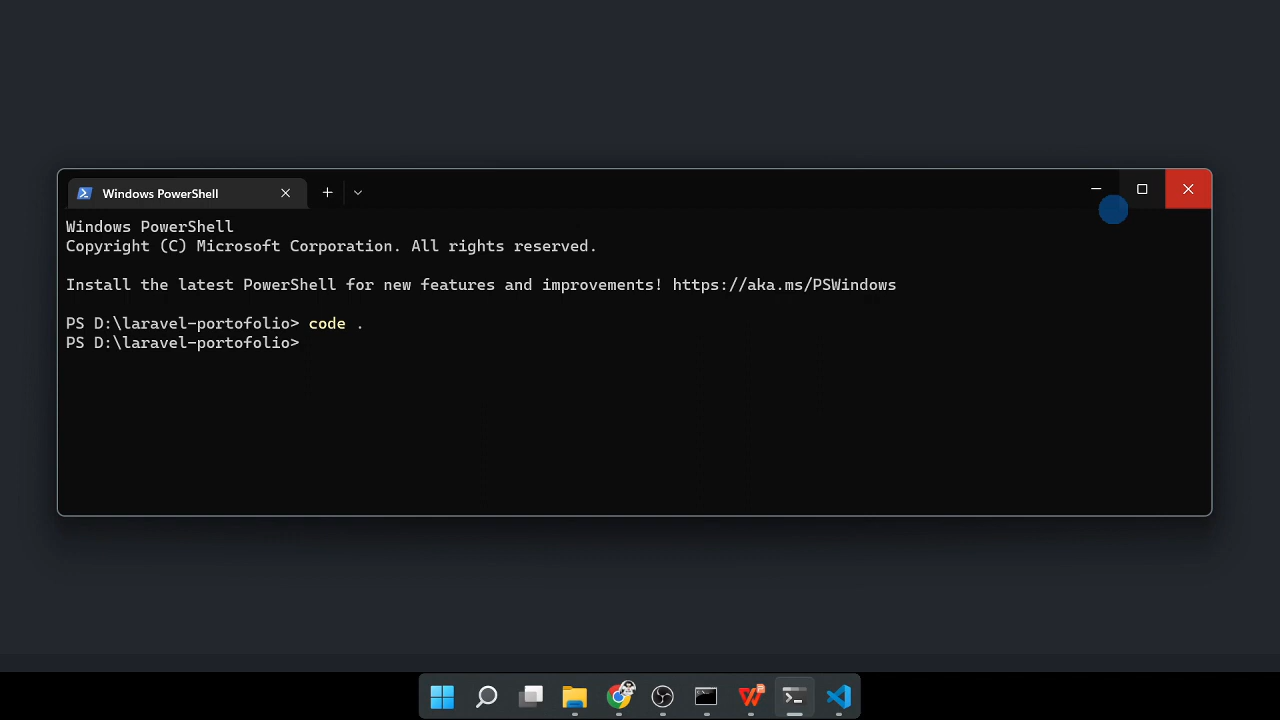 Windows PowerShell
Windows PowerShell
Copyright (C) Microsoft Corporation. All rights reserved.
Install the latest PowerShell for new features and improvements! https://aka.ms/PSWindows
PS D:\laravel-portofolio> code .
PS D:\laravel-portofolio>